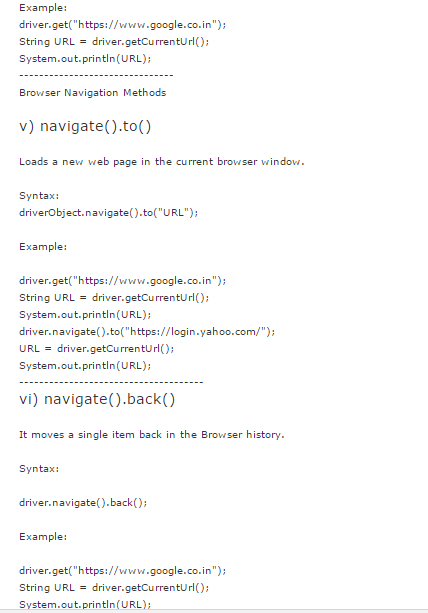 Example:
driver.get("https://www.google.co.in");
String URL = driver.getCurrentUrl();
System.out.println(URL);
-------------------------------
Browser Navigation Methods
v) navigate().to()
Loads a new web page in the current browser window.
Syntax:
driverObject.navigate().to("URL");
Example:
driver.get("https://www.google.co.in");
String URL = driver.getCurrentUrl();
System.out.println(URL);
driver.navigate().to("https://login.yahoo.com/");
URL = driver.getCurrentUrl();
System.out.println(URL);
-------------------------------------
vi) navigate().back()
It moves a single item back in the Browser history.
Syntax:
driver.navigate().back();
Example:
driver.get("https://www.google.co.in");
String URL = driver.getCurrentUrl();
System.out.println(URL);